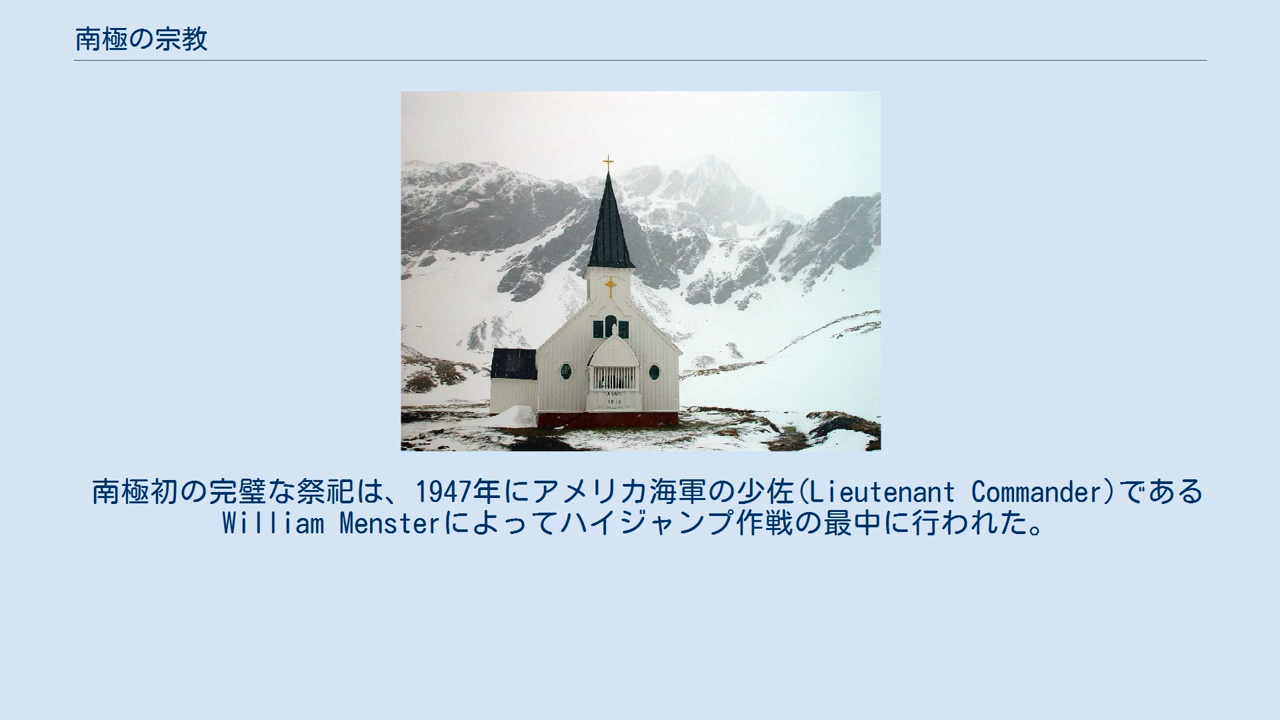 南極の宗教
南極初の完璧な祭祀は、1947年にアメリカ海軍の少佐(Lieutenant Commander)である
William Mensterによってハイジャンプ作戦の最中に行われた。